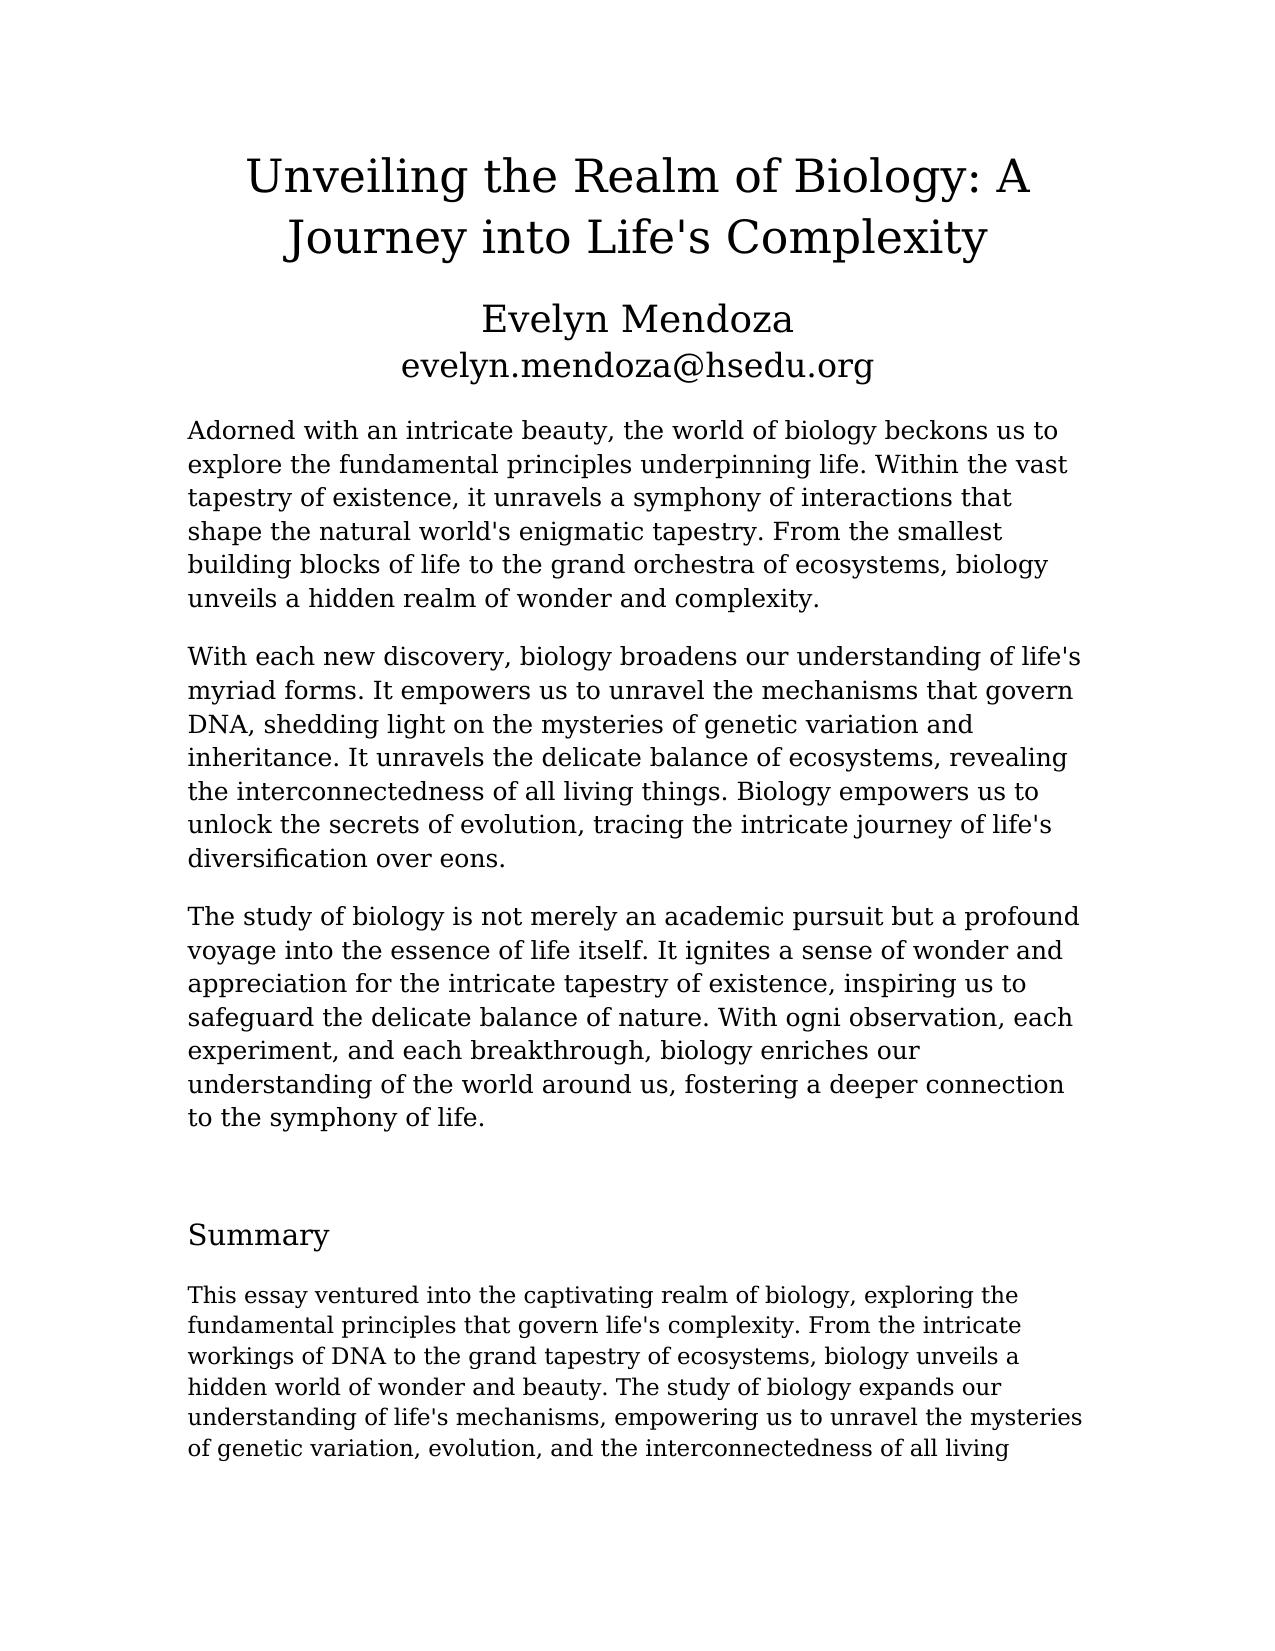 Unveiling the Realm of Biology: A
Journey into Life's Complexity
Evelyn Mendoza
evelyn.mendoza@hsedu.org
Adorned with an intricate beauty, the world of biology beckons us to
explore the fundamental principles underpinning life. Within the vast
tapestry of existence, it unravels a symphony of interactions that
shape the natural world's enigmatic tapestry. From the smallest
building blocks of life to the grand orchestra of ecosystems, biology
unveils a hidden realm of wonder and complexity.
With each new discovery, biology broadens our understanding of life's
myriad forms. It empowers us to unravel the mechanisms that govern
DNA, shedding light on the mysteries of genetic variation and
inheritance. It unravels the delicate balance of ecosystems, revealing
the interconnectedness of all living things. Biology empowers us to
unlock the secrets of evolution, tracing the intricate journey of life's
diversification over eons.
The study of biology is not merely an academic pursuit but a profound
voyage into the essence of life itself. It ignites a sense of wonder and
appreciation for the intricate tapestry of existence, inspiring us to
safeguard the delicate balance of nature. With ogni observation, each
experiment, and each breakthrough, biology enriches our
understanding of the world around us, fostering a deeper connection
to the symphony of life.
Summary
This essay ventured into the captivating realm of biology, exploring the
fundamental principles that govern life's complexity. From the intricate
workings of DNA to the grand tapestry of ecosystems, biology unveils a
hidden world of wonder and beauty. The study of biology expands our
understanding of life's mechanisms, empowering us to unravel the mysteries
of genetic variation, evolution, and the interconnectedness of all living